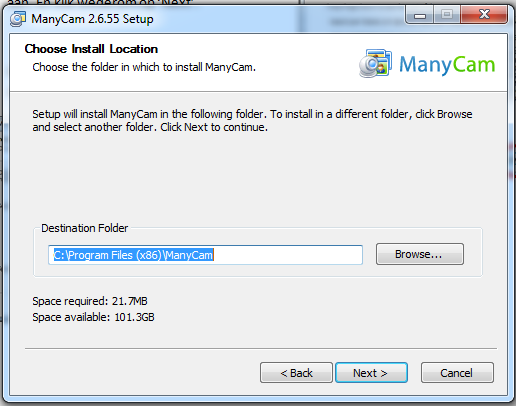 aan. En klik wederom op 'Next'
ManyCam 2.6.55 Setup
Choose Install Location
Choose the folder in which to install ManyCam.
ManyCam
Setup will install ManyCam in the following folder. To install in a different folder, click Browse
and select another folder. Click Next to continue.
Destination Folder
C:\Program Files (x86)\ManyCam
Browse...
Space required: 21.7MB
Space available: 101.3GB
< Back
Next >
Cancel